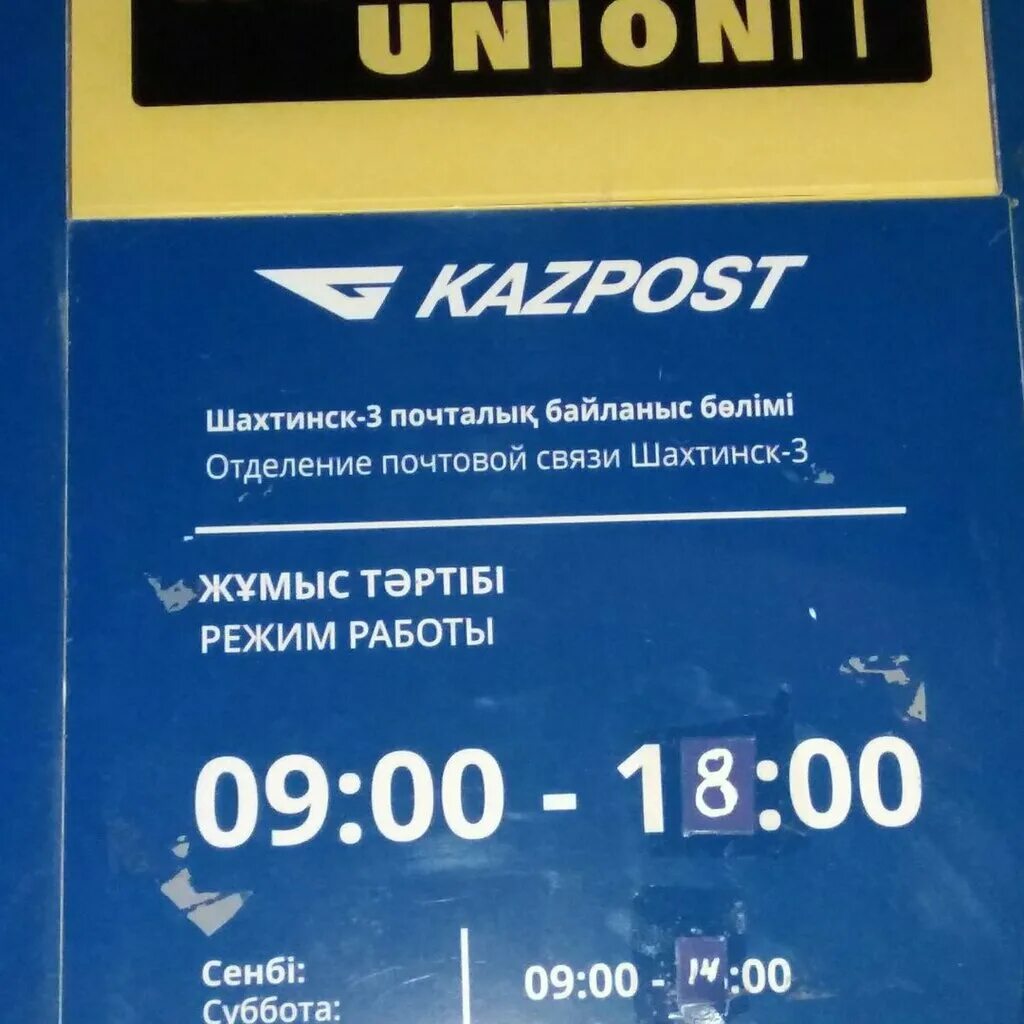 UNION
KAZPOST
Шахтинск-3 почталық байланыс бөлімі
Отделение почтовой связи Шахтинск-3
ЖҰМЫС ТӘРТІБІ
РЕЖИМ РАБОТЫ
09:00 - 18:00
Сенбі: 09:00 - 14:00
Суббота: